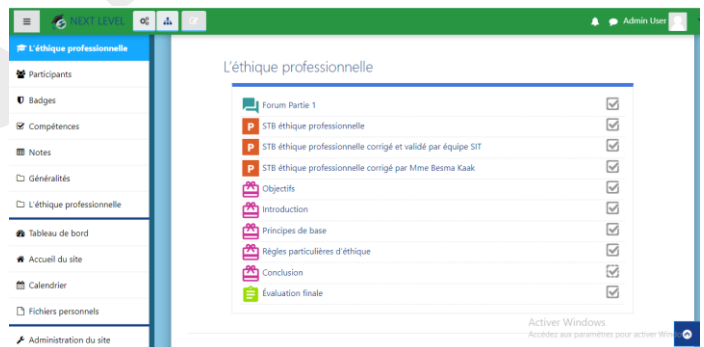 NEXT LEVEL
Admin User
L'éthique professionnelle
Participants
Badges
Compétences
Notes
Généralités
L'éthique professionnelle
Tableau de bord
Accueil du site
Calendrier
Fichiers personnels
Administration du site
L'éthique professionnelle
Forum Partie 1
P STB éthique professionnelle
P STB éthique professionnelle corrigé et validé par équipe SIT
P STB éthique professionnelle corrigé par Mme Besma Kaak
Objectifs
Introduction
Principes de base
Règles particulières d'éthique
Conclusion
Évaluation finale
Activer Windows
Accédez aux paramètres pour activer